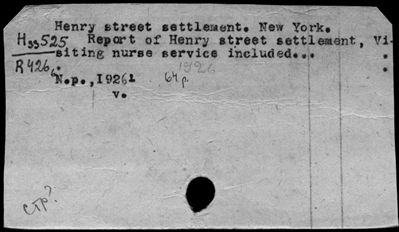 Henry street settlement. New York.
H33525 Report of Henry street settlement, Vi-
R426 siting nurse service included...
1926
N.p., 1926
64p.
v.
стр?